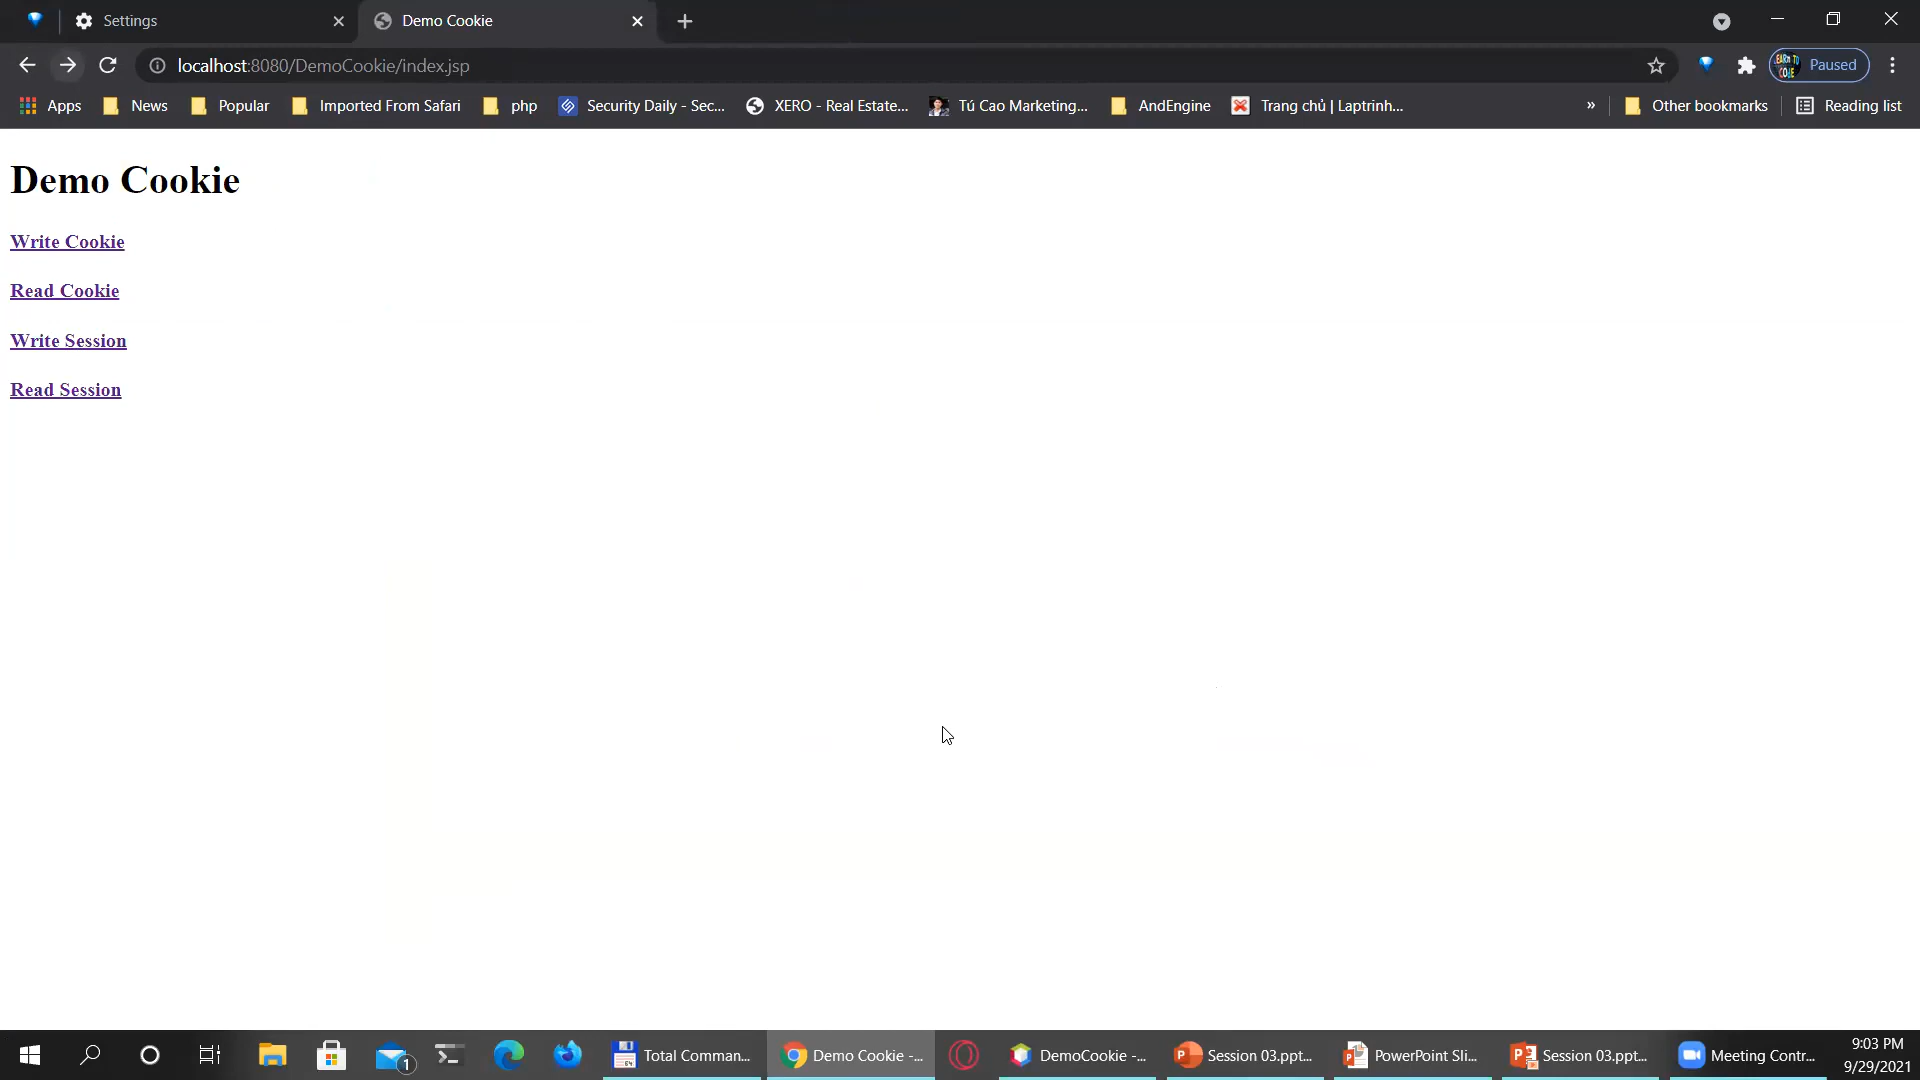 Settings
Demo Cookie
localhost:8080/DemoCookie/index.jsp
Paused
Apps
News
Popular
Imported From Safari
php
Security Daily - Sec...
XERO - Real Estate...
Tú Cao Marketing...
AndEngine
Trang chủ | Laptrinh...
»
Other bookmarks
Reading list
Demo Cookie
Write Cookie
Read Cookie
Write Session
Read Session
1
Total Comman...
Demo Cookie -...
DemoCookie -...
Session 03.ppt...
PowerPoint Sli...
Session 03.ppt...
Meeting Contr...
9:03 PM
9/29/2021